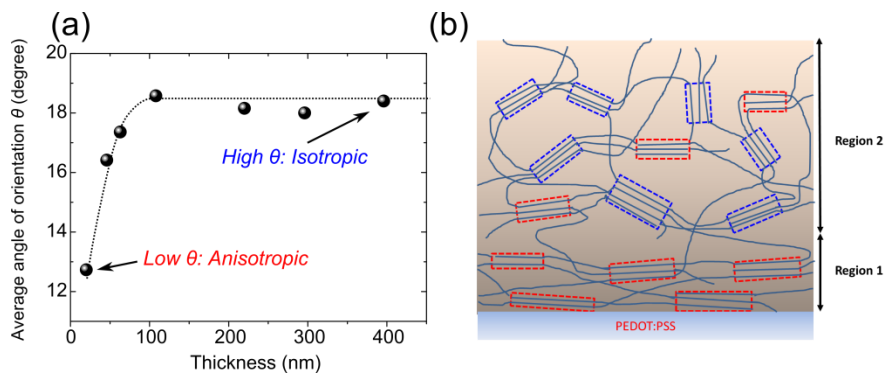 (a)
20
18
16
14
12
0
100
200
300
400
Average angle of orientation θ (degree)
Thickness (nm)
High θ: Isotropic
Low θ: Anisotropic
(b)
Region 2
Region 1
PEDOT:PSS